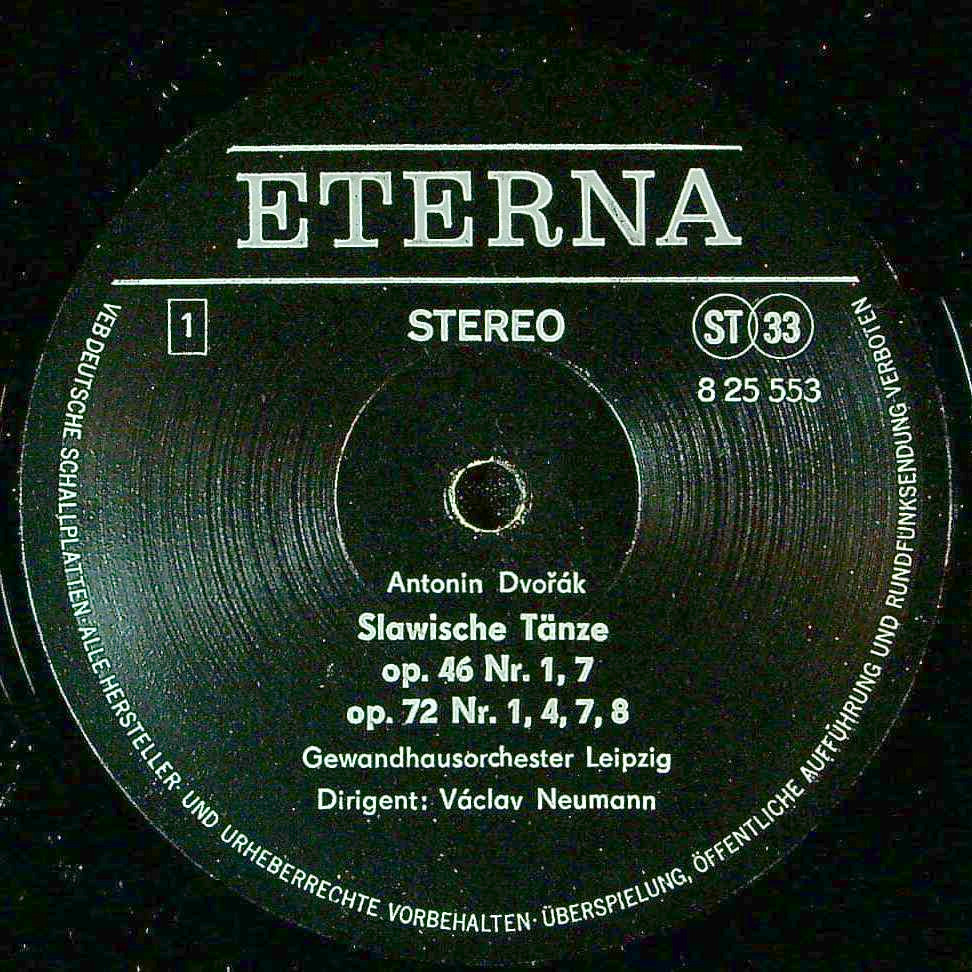 ETERNA
1
STEREO
ST 33
8 25 553
Antonin Dvořák
Slawische Tänze
op. 46 Nr. 1, 7
op. 72 Nr. 1, 4, 7, 8
Gewandhausorchester Leipzig
Dirigent: Václav Neumann
VEB DEUTSCHE SCHALLPLATTEN · ALLE HERSTELLER- UND URHEBERRECHTE VORBEHALTEN · ÜBERSPIELUNG, ÖFFENTLICHE AUFFÜHRUNG UND RUNDFUNKSENDUNG VERBOTEN